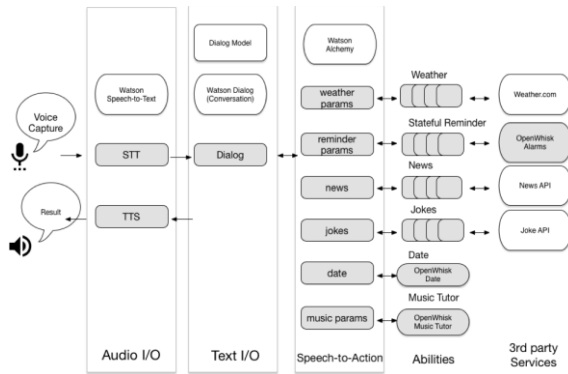 Voice
Capture
Result
Watson
Speech-to-Text
STT
TTS
Audio I/O
Dialog Model
Watson Dialog
(Conversation)
Dialog
Text I/O
Watson
Alchemy
weather
params
reminder
params
news
jokes
date
music params
Speech-to-Action
Weather
Stateful Reminder
News
Jokes
Date
OpenWhisk
Date
Music Tutor
OpenWhisk
Music Tutor
Abilities
Weather.com
OpenWhisk
Alarms
News API
Joke API
3rd party
Services